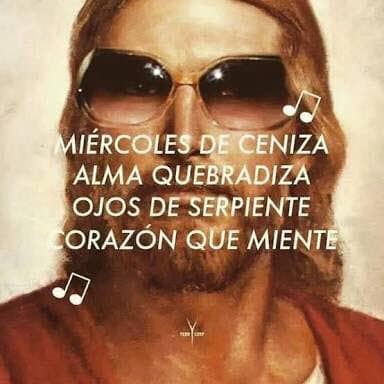 MIÉRCOLES DE CENIZA
ALMA QUEBRADIZA
OJOS DE SERPIENTE
CORAZÓN QUE MIENTE